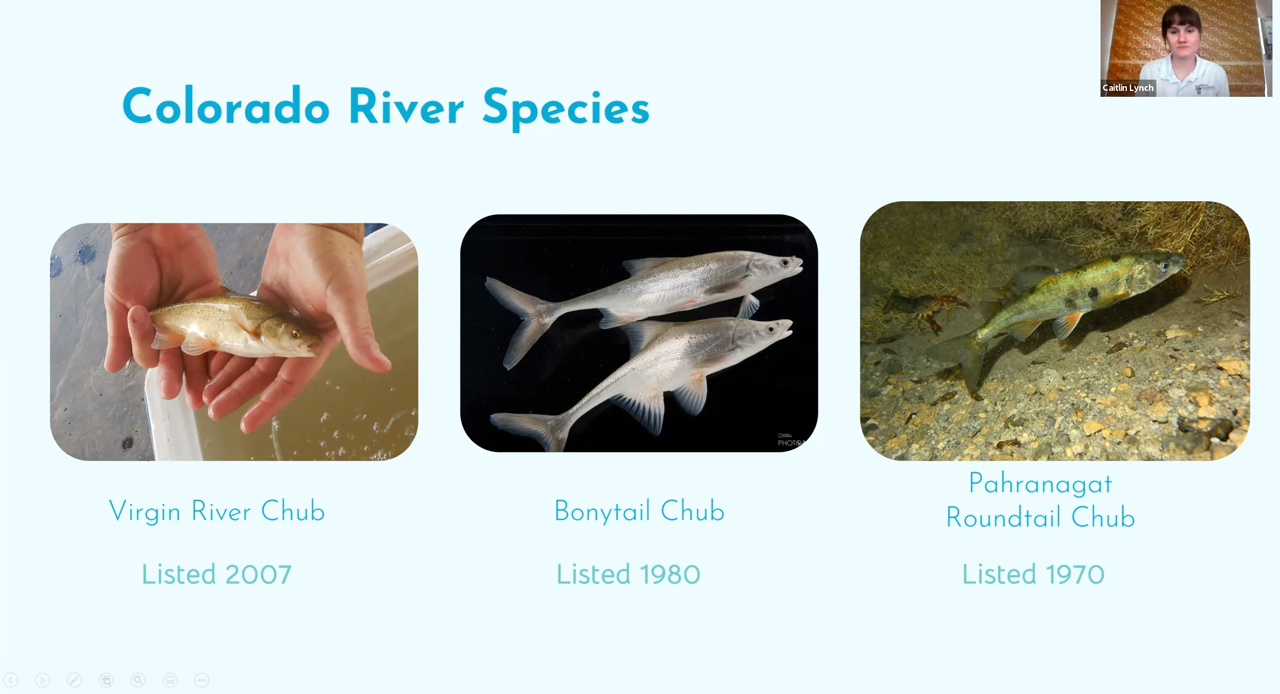 Colorado River Species
Caitlin Lynch
Virgin River Chub
Listed 2007
Bonytail Chub
Listed 1980
Pahranagat
Roundtail Chub
Listed 1970